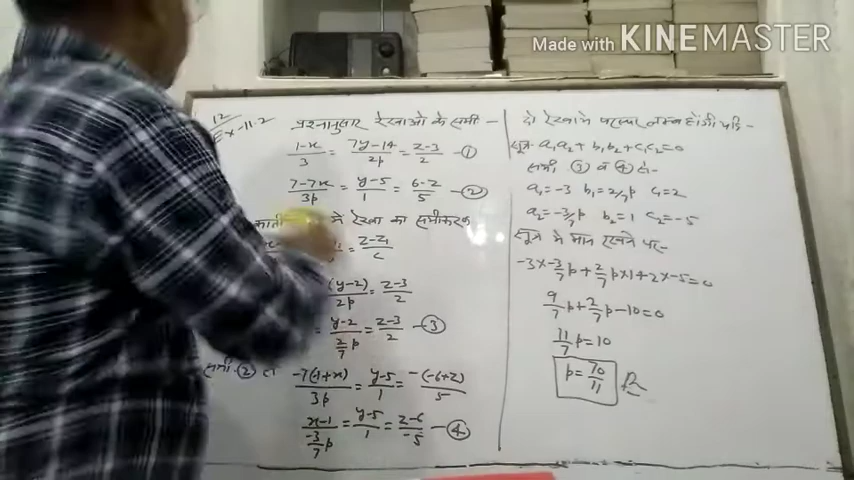 Made with KINEMASTER
12
Ex-11.2
प्रश्नानुसार रेखाओ के समी -
1-x/3 = 7y-14/2p = z-3/2 -①
7-7x/3p = y-5/1 = 6-z/5 -②
मे रेखा का समीकरण
= z-z₁/c
(y-2)/2p = z-3/2
= y-2/(2/7 p) = z-3/2 -③
समी ② से
-7(-1+x)/3p = y-5/1 = -(-6+z)/5
x-1/(-3/7 p) = y-5/1 = z-6/-5 -④
दो रेखाये परस्पर लम्ब होंगी यदि -
सूत्र- a₁a₂ + b₁b₂ + c₁c₂=0
समी ③ व ④ से-
a₁=-3 b₁=2/7 p c₁=2
a₂=-3/7 p b₂=1 c₂=-5
सूत्र मे मान रखने पर-
-3×-3/7 p + 2/7 p×1+2×-5=0
9/7 p+2/7 p-10=0
11/7 p=10
p=70/11